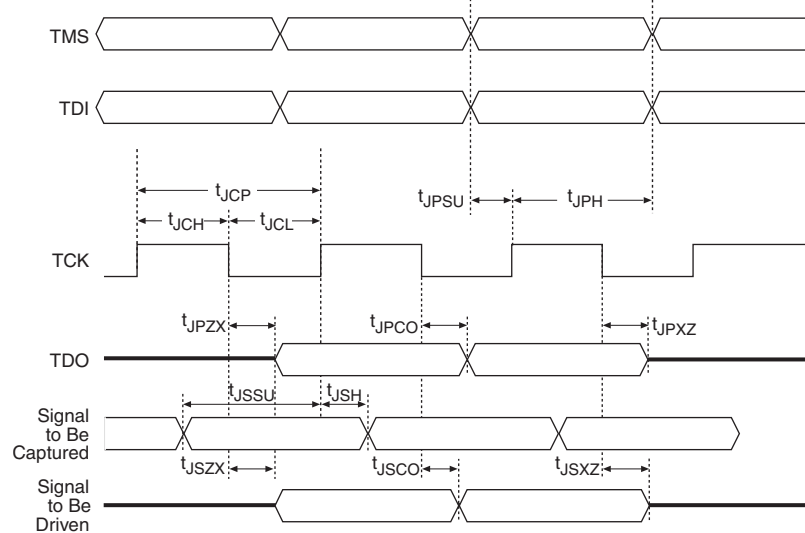 TMS
TDI
tJCP
tJPSU
tJPH
tJCH
tJCL
TCK
tJPZX
tJPCO
tJPXZ
TDO
tJSSU
tJSH
Signal
to Be
Captured
tJSZX
tJSCO
tJSXZ
Signal
to Be
Driven